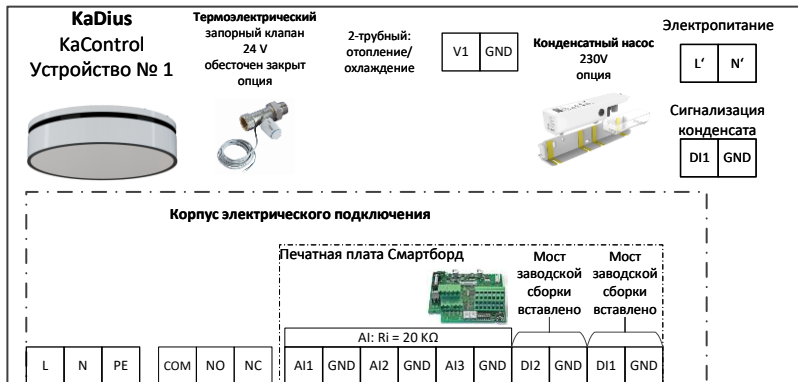 KaDius
KaControl
Устройство № 1
Термоэлектрический
запорный клапан
24 V
обесточен закрыт
опция
2-трубный:
отопление/
охлаждение
V1 GND
Конденсатный насос
230V
опция
Электропитание
L‘ N‘
Сигнализация
конденсата
DI1 GND
Корпус электрического подключения
Печатная плата Смартборд
Мост
заводской
сборки
вставлено
Мост
заводской
сборки
вставлено
AI: Ri = 20 KΩ
L N PE COM NO NC AI1 GND AI2 GND AI3 GND DI2 GND DI1 GND